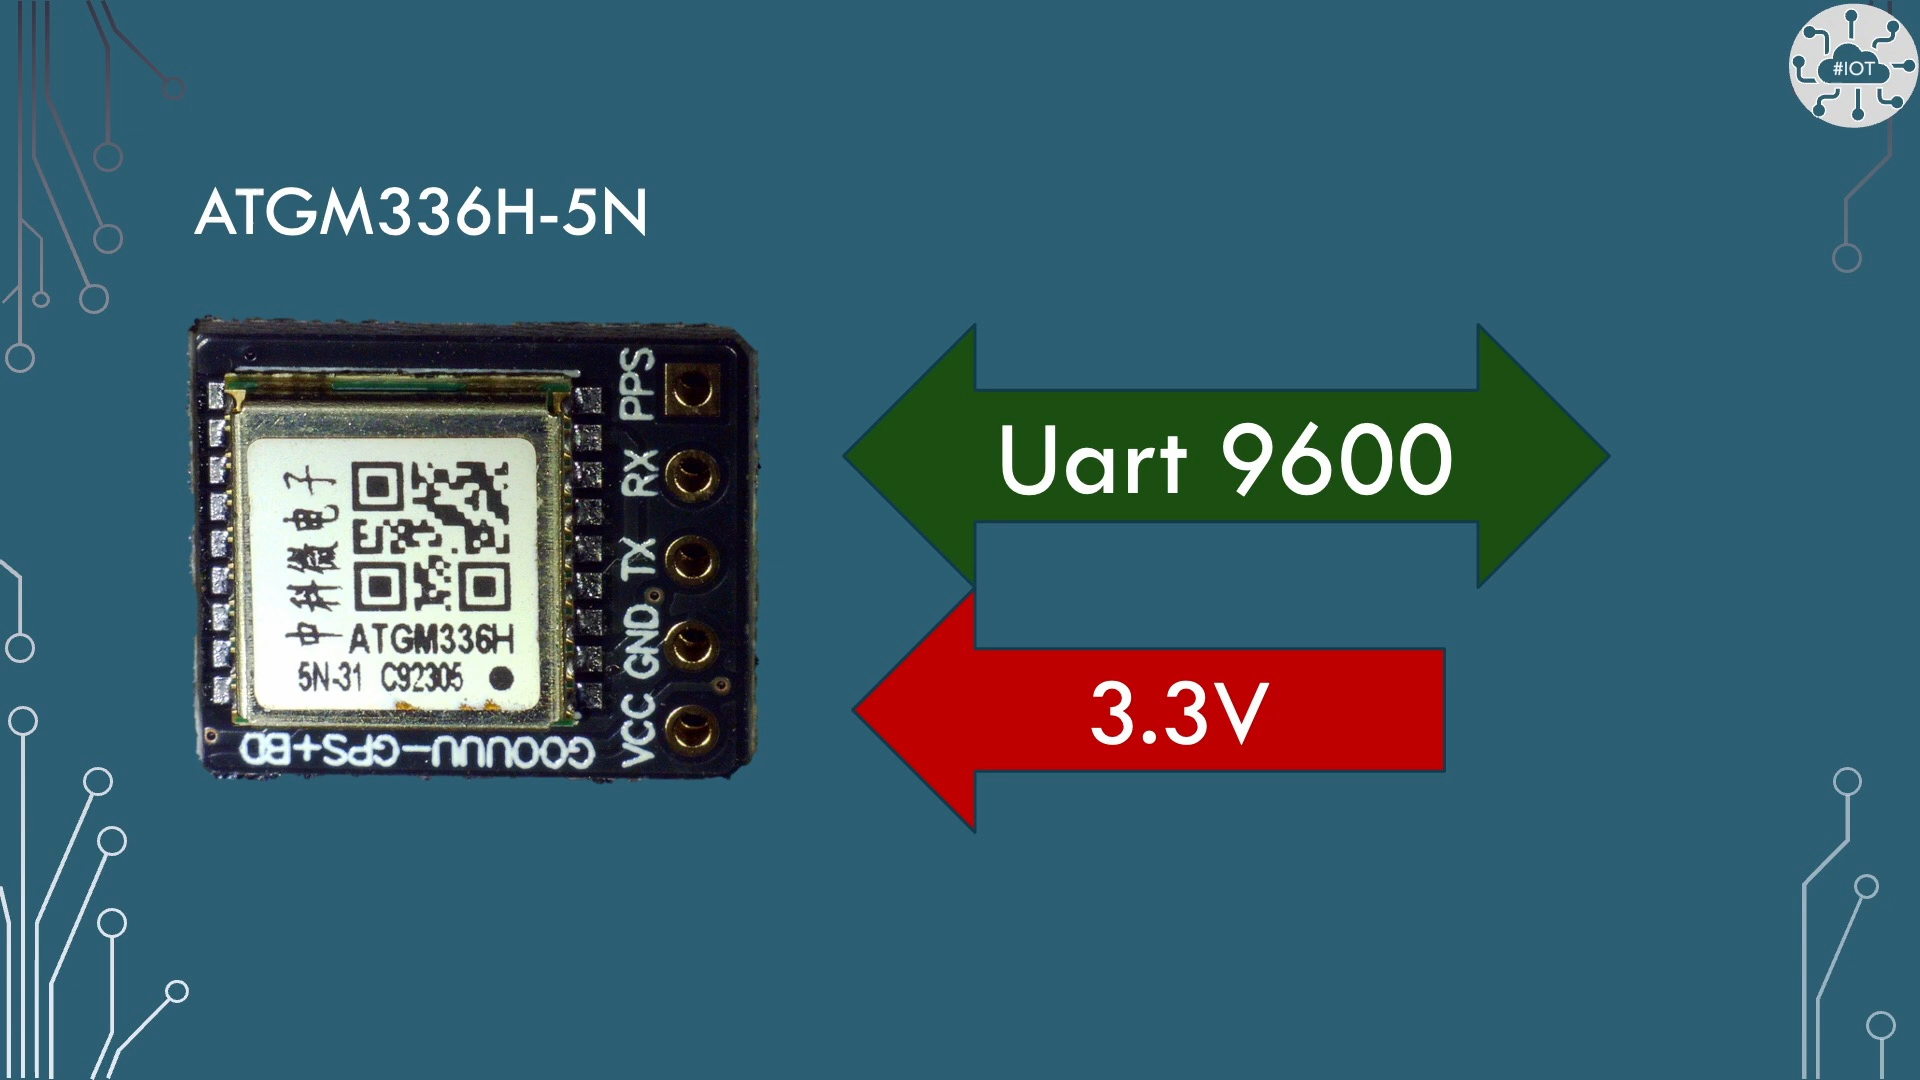 #IOT
ATGM336H-5N
PPS
RX
TX
GND
VCC
中科微电子
ATGM336H
5N-31 C92305
GOOUUU-GPS+BD
Uart 9600
3.3V